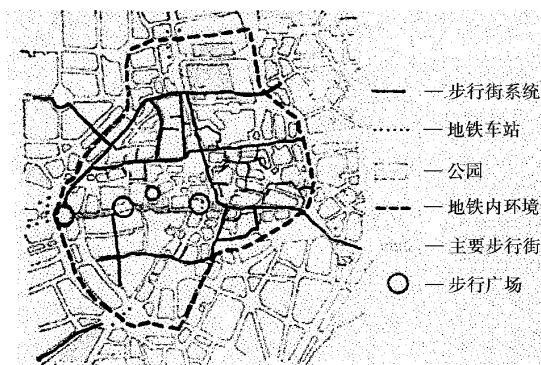 —步行街系统
—地铁车站
—公园
—地铁内环境
—主要步行街
—步行广场